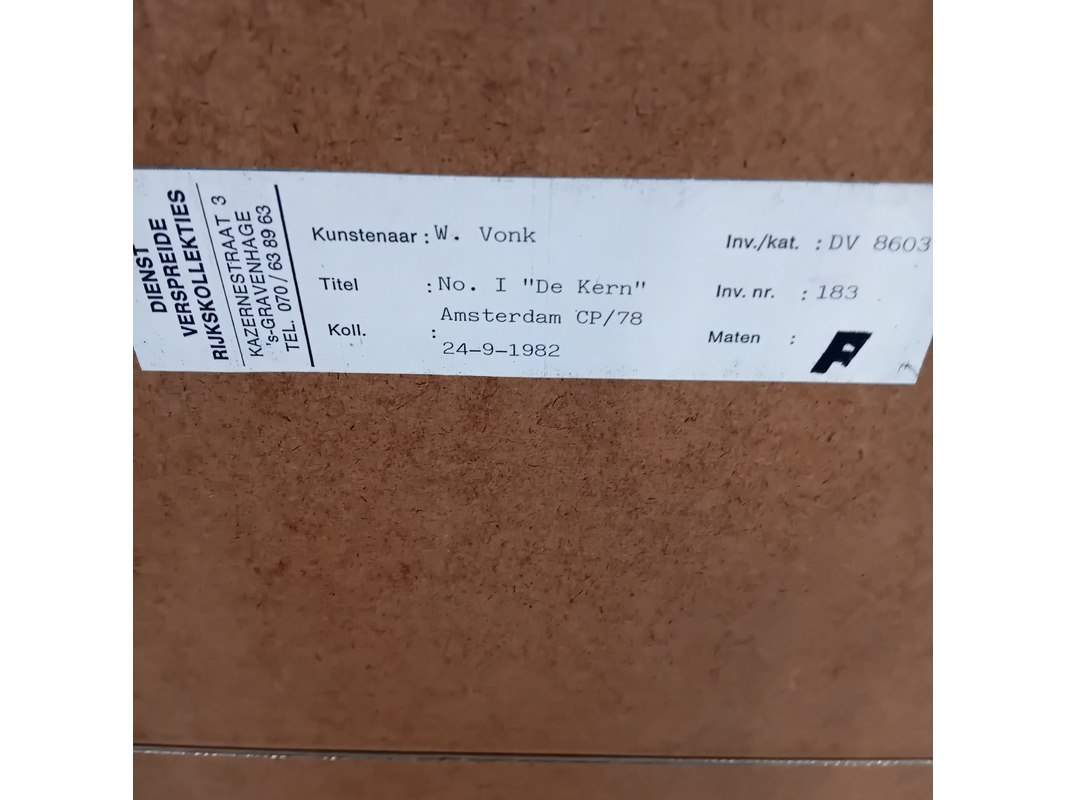 DIENST
VERSPREIDE
RIJKSKOLLEKTIES
KAZERNESTRAAT 3
's-GRAVENHAGE
TEL. 070/63 89 63
Kunstenaar : W. Vonk
Titel : No. I "De Kern"
Amsterdam CP/78
Koll. :
24-9-1982
Inv./kat. : DV 8603
Inv. nr. : 183
Maten :